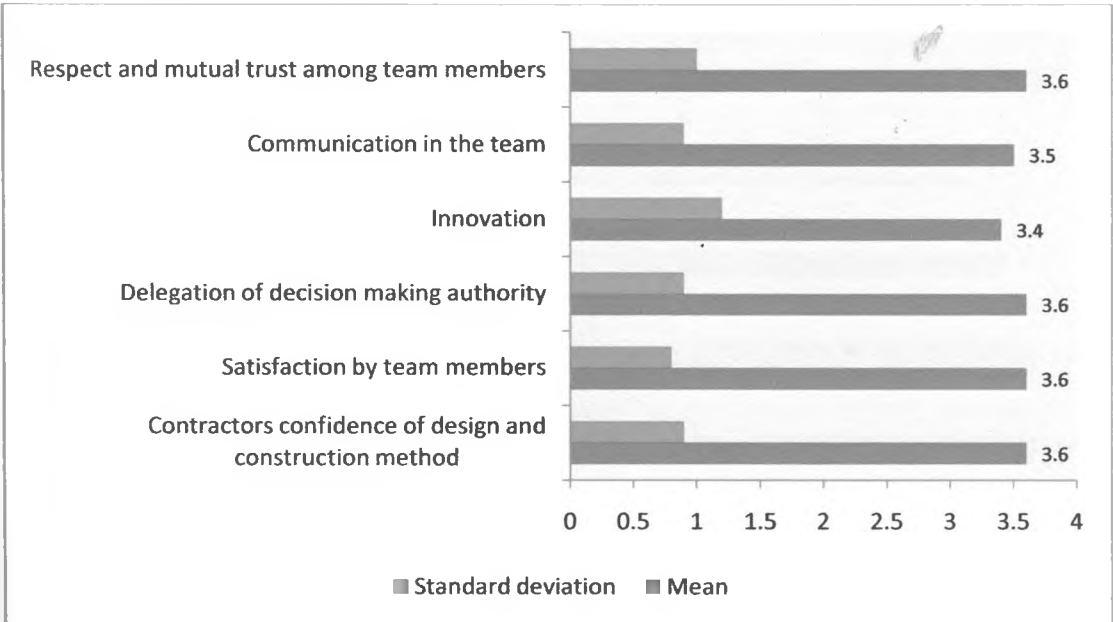 Respect and mutual trust among team members
3.6
Communication in the team
3.5
Innovation
3.4
Delegation of decision making authority
3.6
Satisfaction by team members
3.6
Contractors confidence of design and
construction method
3.6
0 0.5 1 1.5 2 2.5 3 3.5 4
Standard deviation Mean